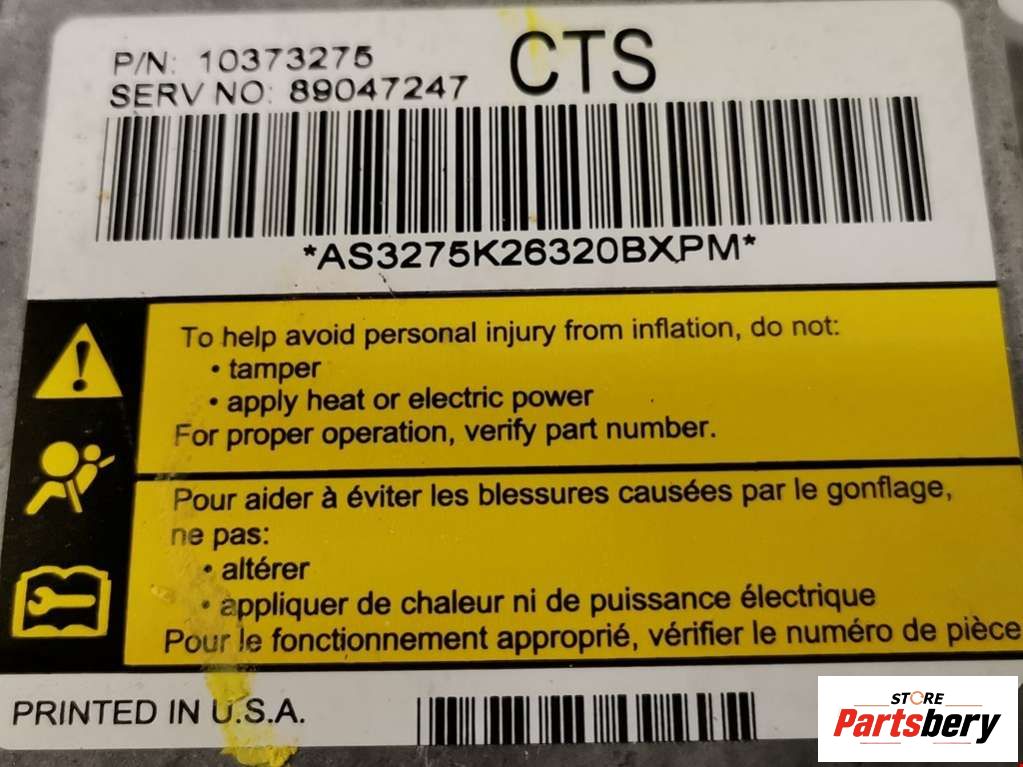 P/N: 10373275
CTS
SERV NO: 89047247
*AS3275K26320BXPM*
To help avoid personal injury from inflation, do not:
• tamper
• apply heat or electric power
For proper operation, verify part number.
Pour aider à éviter les blessures causées par le gonflage,
ne pas:
• altérer
• appliquer de chaleur ni de puissance électrique
Pour le fonctionnement approprié, vérifier le numéro de pièce
PRINTED IN U.S.A.
STORE
Partsbery